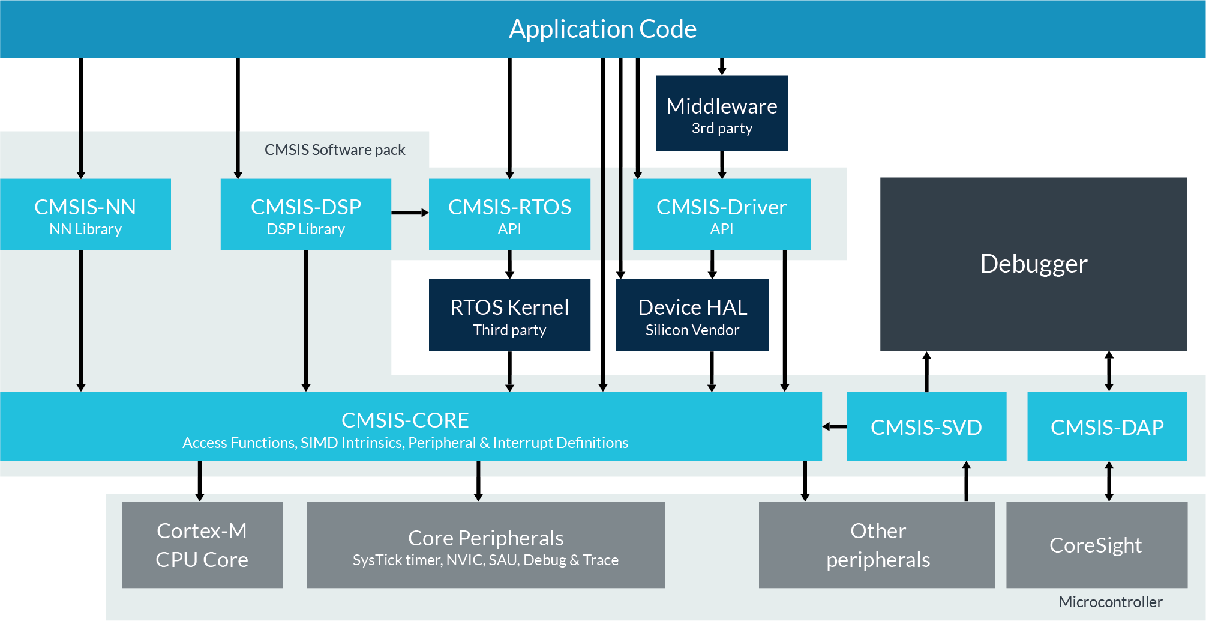 Application Code
Middleware
3rd party
CMSIS Software pack
CMSIS-NN
NN Library
CMSIS-DSP
DSP Library
CMSIS-RTOS
API
CMSIS-Driver
API
Debugger
RTOS Kernel
Third party
Device HAL
Silicon Vendor
CMSIS-CORE
Access Functions, SIMD Intrinsics, Peripheral & Interrupt Definitions
CMSIS-SVD
CMSIS-DAP
Cortex-M
CPU Core
Core Peripherals
SysTick timer, NVIC, SAU, Debug & Trace
Other
peripherals
CoreSight
Microcontroller